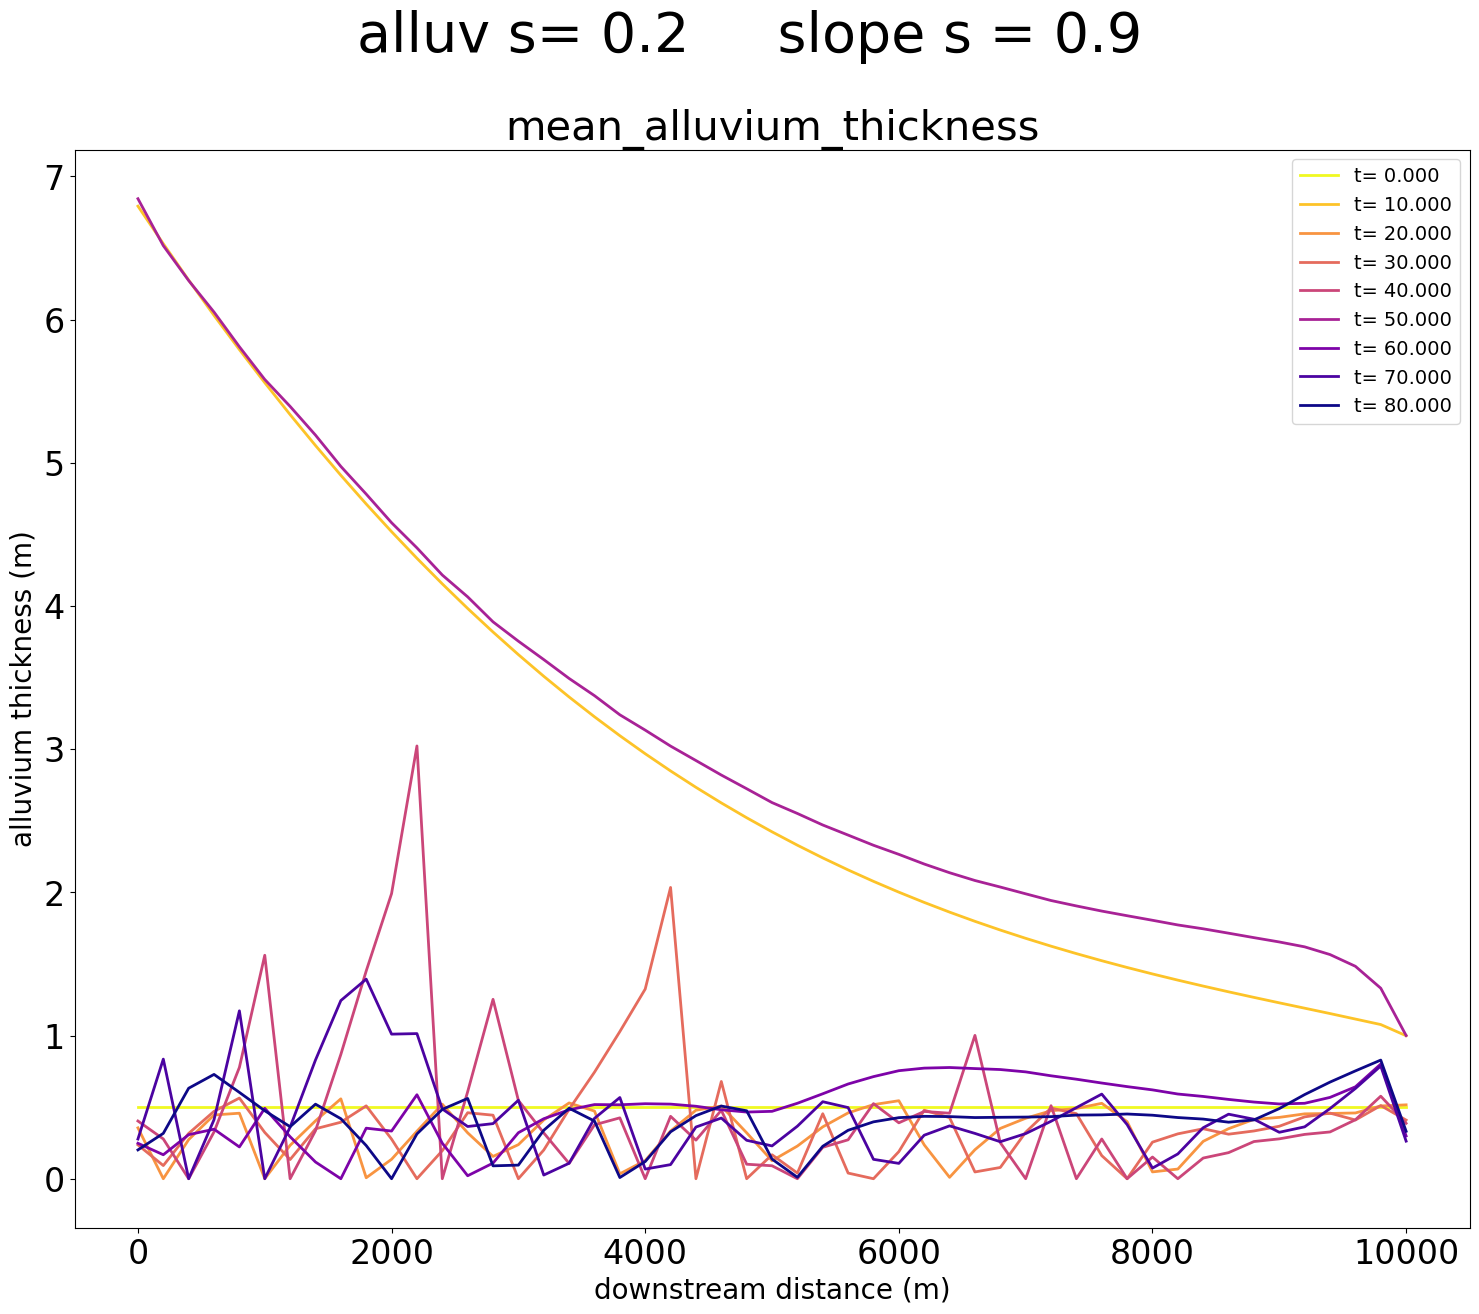 alluv s= 0.2     slope s = 0.9
mean_alluvium_thickness
t= 0.000
t= 10.000
t= 20.000
t= 30.000
t= 40.000
t= 50.000
t= 60.000
t= 70.000
t= 80.000
7
6
5
4
3
2
1
0
alluvium thickness (m)
0 2000 4000 6000 8000 10000
downstream distance (m)